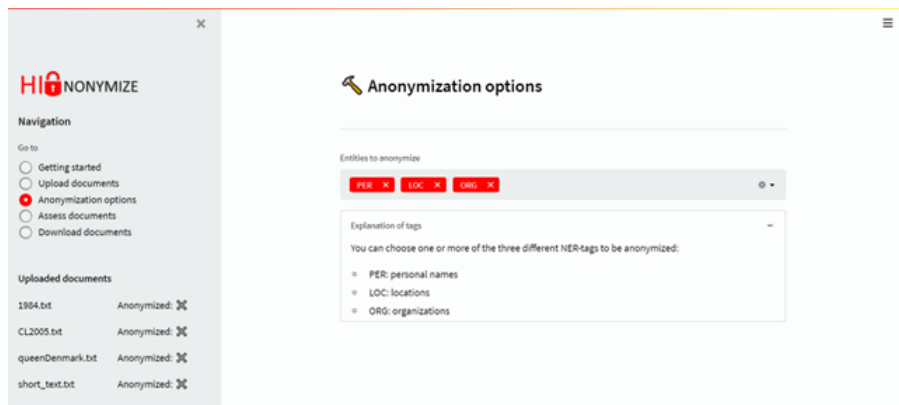 HI NONYMIZE
Navigation
Go to
Getting started
Upload documents
Anonymization options
Assess documents
Download documents
Uploaded documents
1984.txt Anonymized:
CL2005.txt Anonymized:
queenDenmark.txt Anonymized:
short_text.txt Anonymized:
Anonymization options
Entities to anonymize
PER × LOC × ORG ×
Explanation of tags
You can choose one or more of the three different NER-tags to be anonymized:
PER: personal names
LOC: locations
ORG: organizations